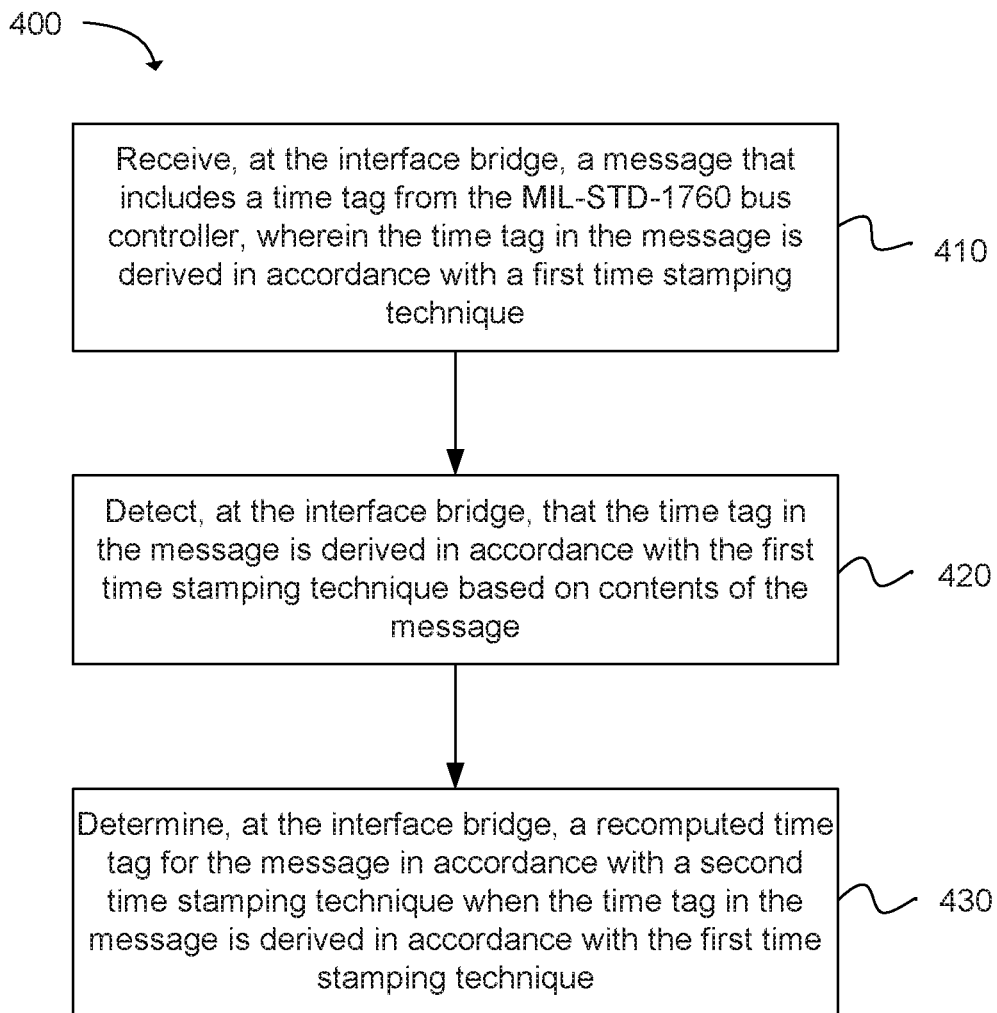 400
Receive, at the interface bridge, a message that
includes a time tag from the MIL-STD-1760 bus
controller, wherein the time tag in the message is
derived in accordance with a first time stamping
technique
410
Detect, at the interface bridge, that the time tag in
the message is derived in accordance with the first
time stamping technique based on contents of the
message
420
Determine, at the interface bridge, a recomputed time
tag for the message in accordance with a second
time stamping technique when the time tag in the
message is derived in accordance with the first time
stamping technique
430